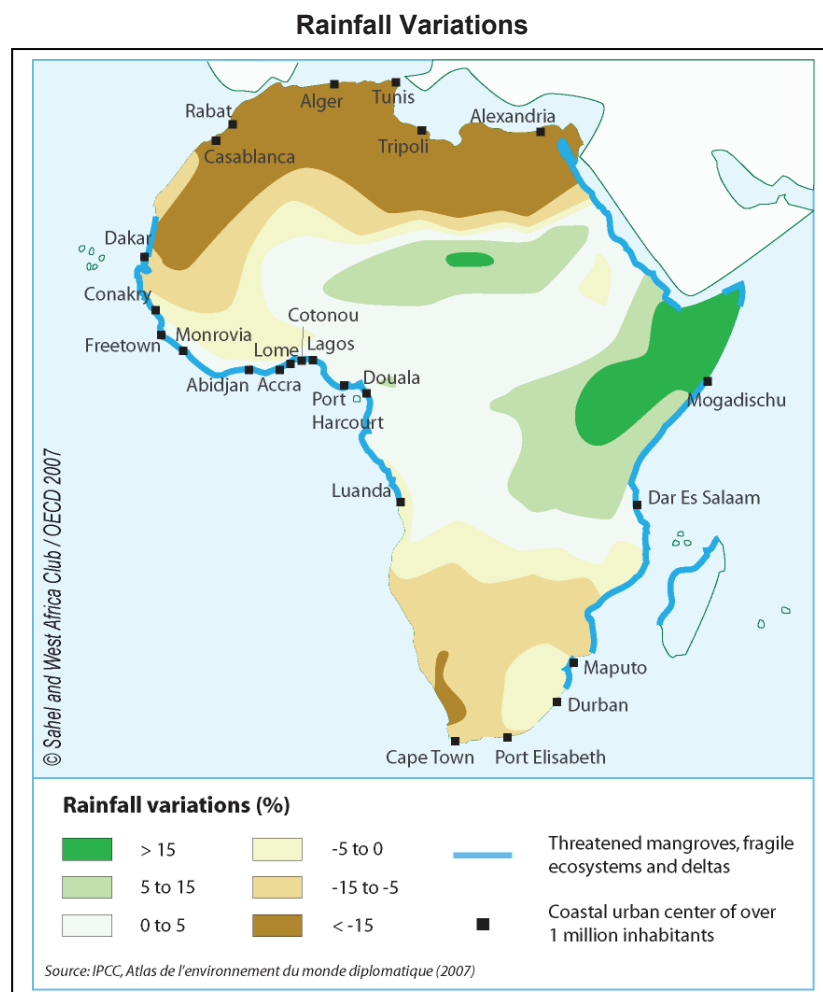 Rainfall Variations
Alger
Tunis
Rabat
Alexandria
Casablanca
Tripoli
Dakar
Conakry
Cotonou
Freetown
Monrovia
Lome
Lagos
Abidjan
Accra
Port
Harcourt
Douala
Mogadischu
Luanda
Dar Es Salaam
Maputo
Durban
Cape Town
Port Elisabeth
© Sahel and West Africa Club / OECD 2007
Rainfall variations (%)
> 15
5 to 15
0 to 5
-5 to 0
-15 to -5
< -15
Threatened mangroves, fragile
ecosystems and deltas
Coastal urban center of over
1 million inhabitants
Source: IPCC, Atlas de l'environnement du monde diplomatique (2007)